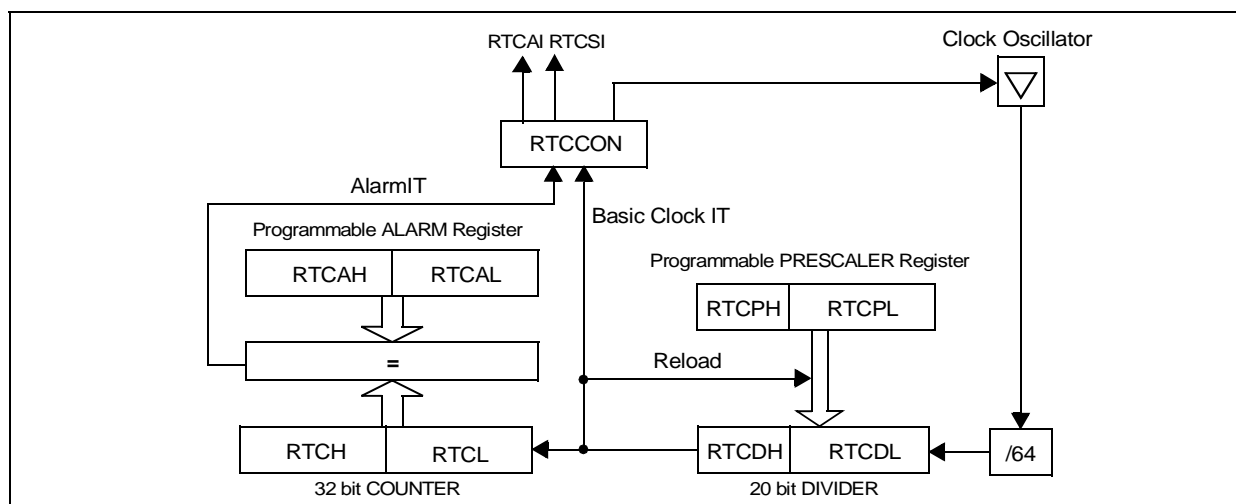 RTCAI RTCSI
Clock Oscillator
RTCCON
AlarmIT
Basic Clock IT
Programmable ALARM Register
RTCAH RTCAL
Programmable PRESCALER Register
RTCPH RTCPL
=
Reload
RTCH RTCL
RTCDH RTCDL
/64
32 bit COUNTER
20 bit DIVIDER